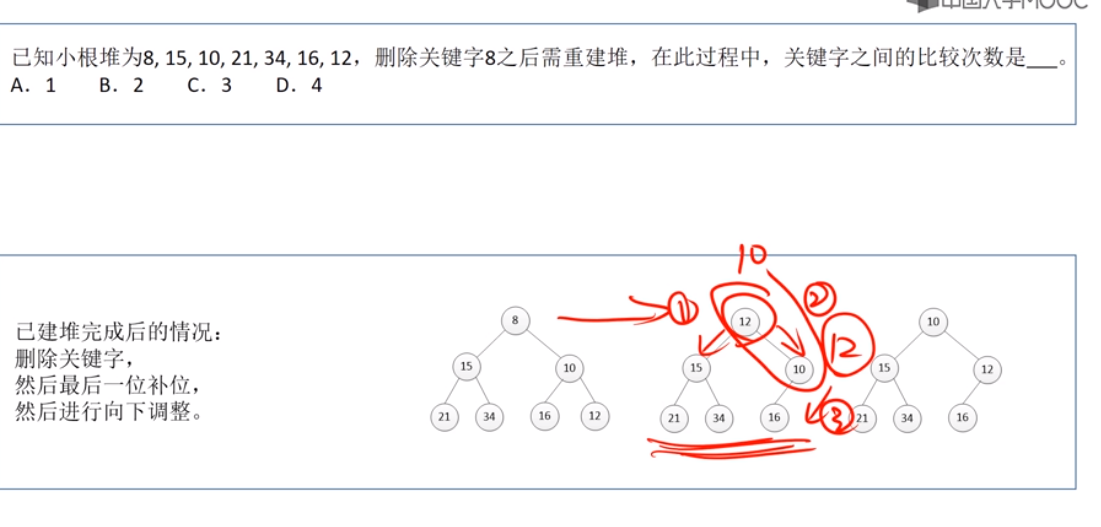 中国大学MOOC
已知小根堆为8, 15, 10, 21, 34, 16, 12，删除关键字8之后需重建堆，在此过程中，关键字之间的比较次数是___。
A. 1 B. 2 C. 3 D. 4
已建堆完成后的情况：
删除关键字，
然后最后一位补位，
然后进行向下调整。
8
15 10
21 34 16 12
10
① ②
12
15 10 12
21 34 16 ③
10
15 12
21 34 16